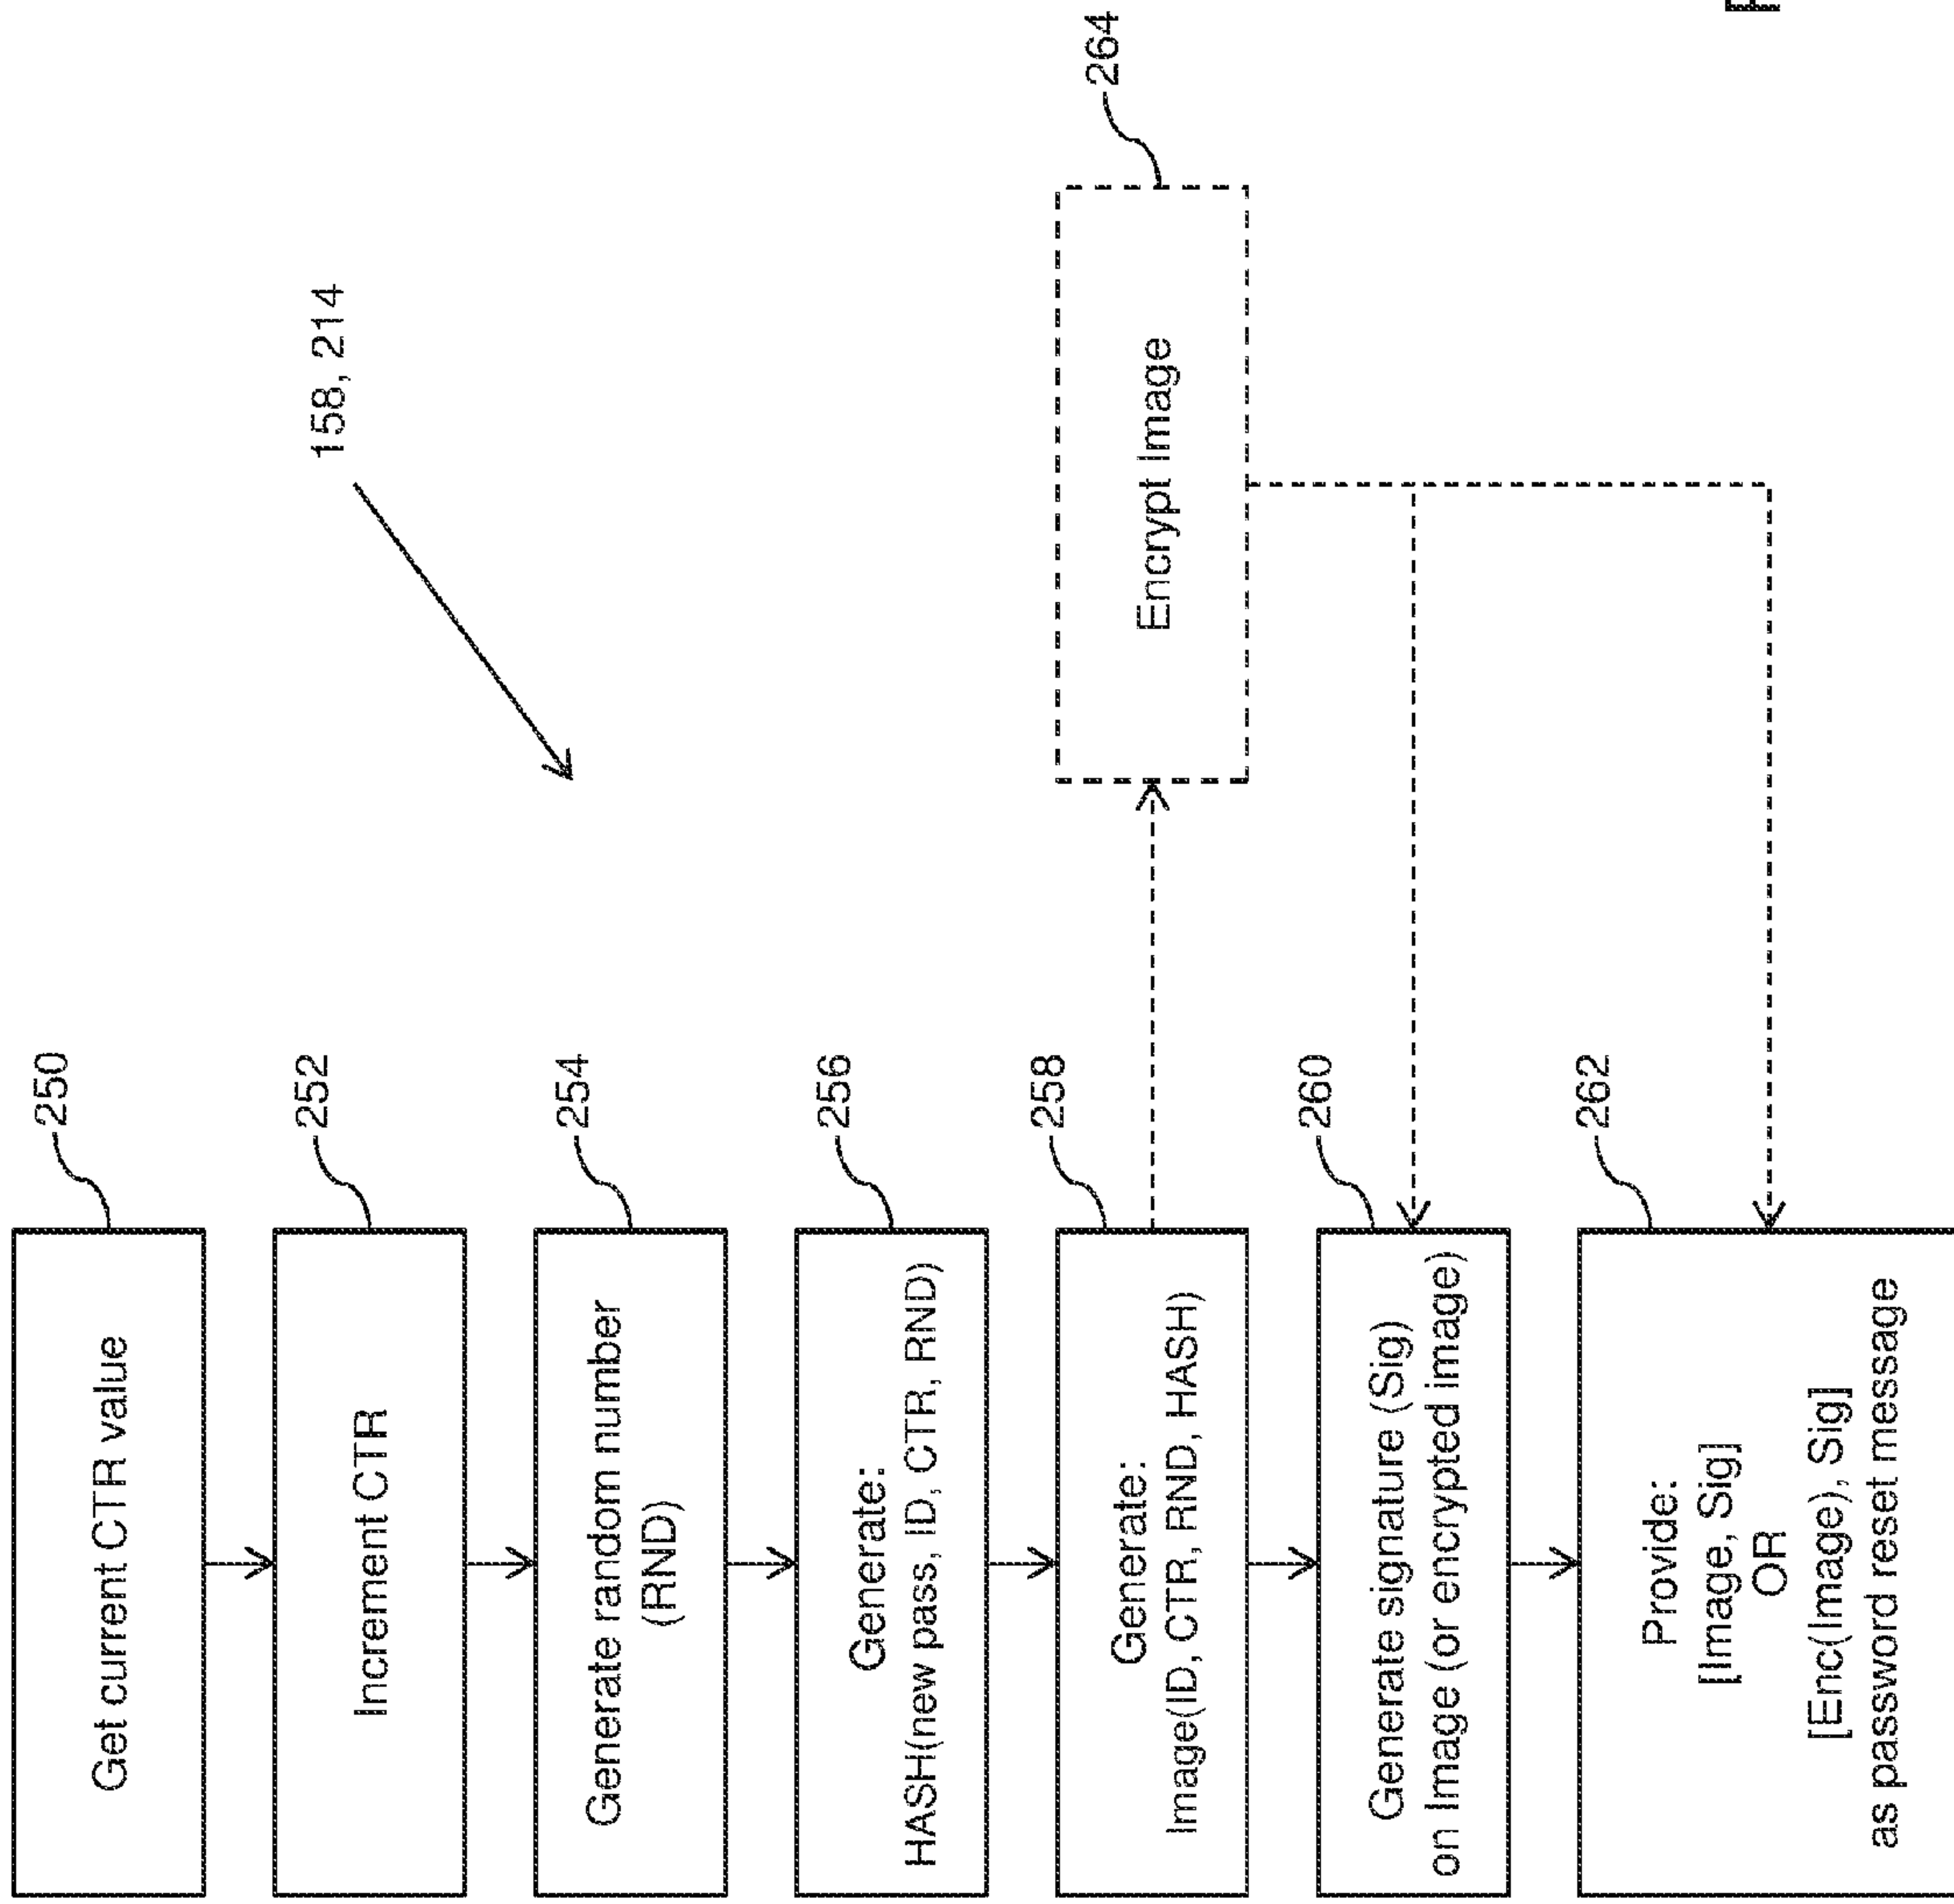 158, 214
250
Get current CTR value
252
Increment CTR
254
Generate random number
(RND)
256
Generate:
HASH(new pass, ID, CTR, RND)
258
Generate:
Image(ID, CTR, RND, HASH)
264
Encrypt Image
260
Generate signature (Sig)
on Image (or encrypted image)
262
Provide:
[Image, Sig]
OR
[Enc(Image), Sig]
as password reset message